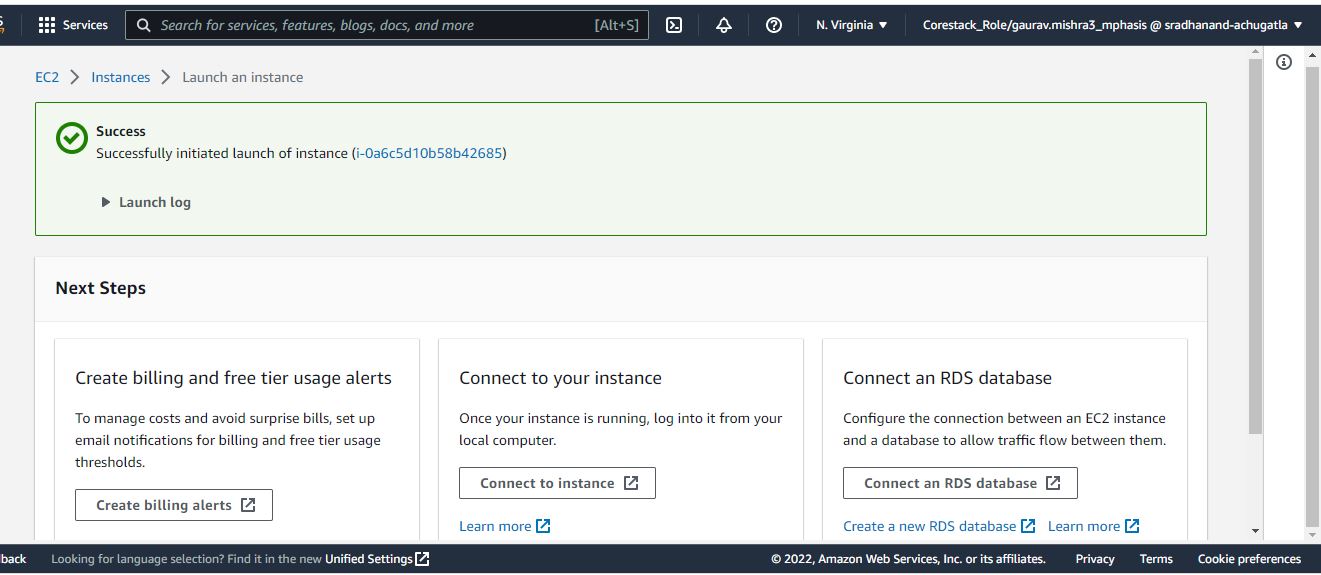 Services
Search for services, features, blogs, docs, and more [Alt+S]
N. Virginia
Corestack_Role/gaurav.mishra3_mphasis @ sradhanand-achugatla
EC2 > Instances > Launch an instance
Success
Successfully initiated launch of instance (i-0a6c5d10b58b42685)
Launch log
Next Steps
Create billing and free tier usage alerts
To manage costs and avoid surprise bills, set up
email notifications for billing and free tier usage
thresholds.
Create billing alerts
Connect to your instance
Once your instance is running, log into it from your
local computer.
Connect to instance
Learn more
Connect an RDS database
Configure the connection between an EC2 instance
and a database to allow traffic flow between them.
Connect an RDS database
Create a new RDS database Learn more
back
Looking for language selection? Find it in the new Unified Settings
© 2022, Amazon Web Services, Inc. or its affiliates.
Privacy
Terms
Cookie preferences